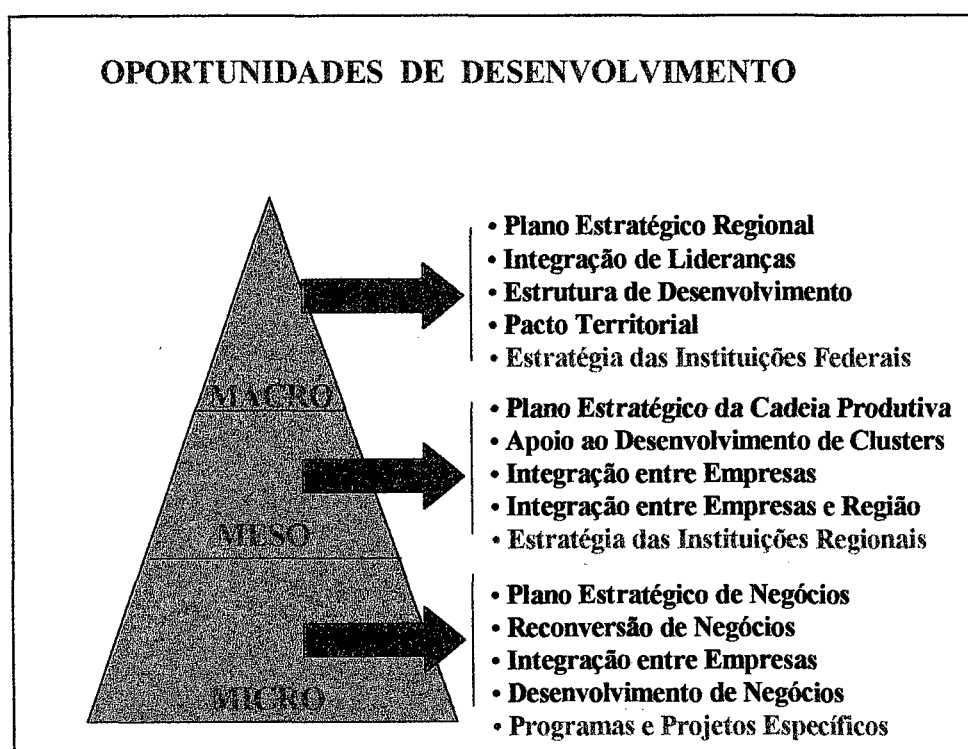 OPORTUNIDADES DE DESENVOLVIMENTO
• Plano Estratégico Regional
• Integração de Lideranças
• Estrutura de Desenvolvimento
• Pacto Territorial
• Estratégia das Instituições Federais
MACRO
• Plano Estratégico da Cadeia Produtiva
• Apoio ao Desenvolvimento de Clusters
• Integração entre Empresas
• Integração entre Empresas e Região
• Estratégia das Instituições Regionais
MESO
• Plano Estratégico de Negócios
• Reconversão de Negócios
• Integração entre Empresas
• Desenvolvimento de Negócios
• Programas e Projetos Específicos
MICRO